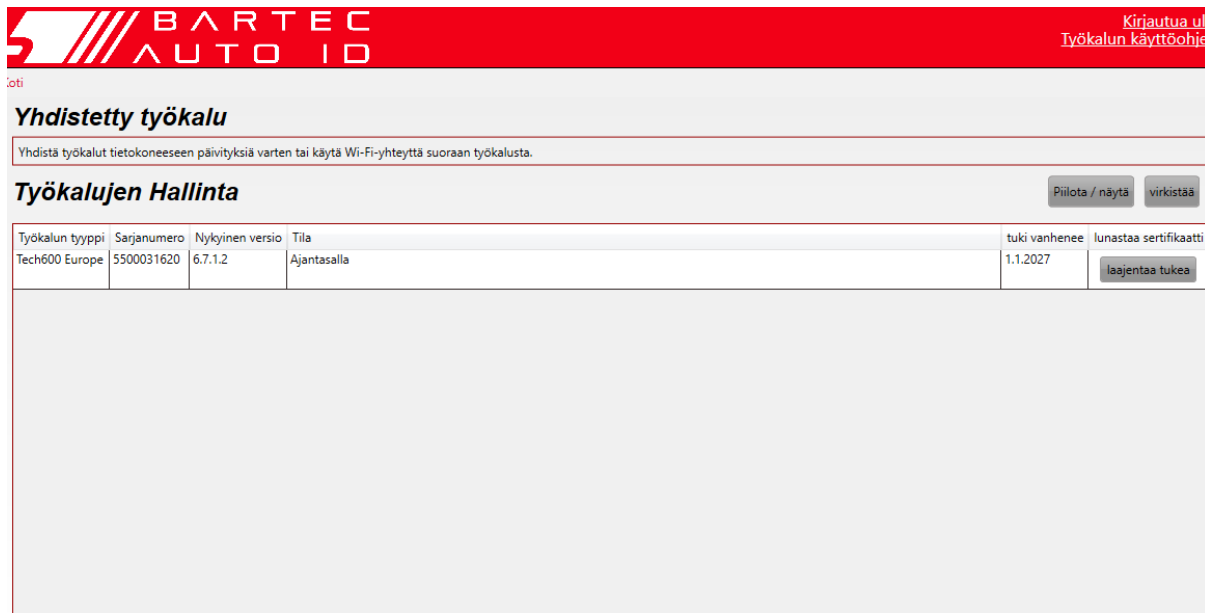 BARTEC
AUTO ID
Kirjautua ul
Työkalun käyttöohje
Koti
Yhdistetty työkalu
Yhdistä työkalut tietokoneeseen päivityksiä varten tai käytä Wi-Fi-yhteyttä suoraan työkalusta.
Työkalujen Hallinta
Piilota / näytä virkistää
Työkalun tyyppi Sarjanumero Nykyinen versio Tila tuki vanhenee lunastaa sertifikaatti
Tech600 Europe 5500031620 6.7.1.2 Ajantasalla 1.1.2027 laajentaa tukea